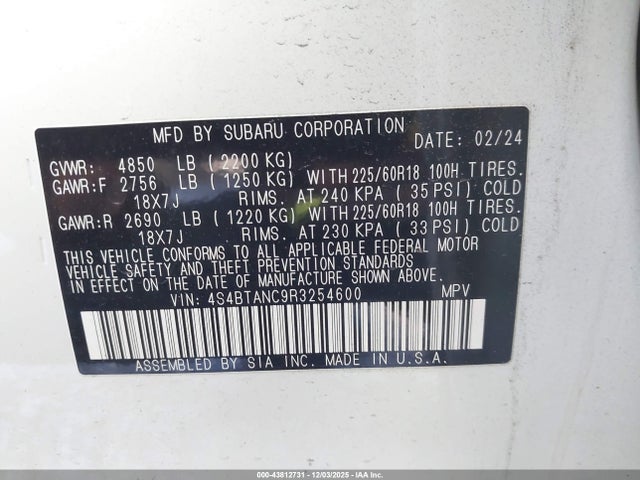 MFD BY SUBARU CORPORATION DATE: 02/24
GVWR: 4850 LB (2200 KG)
GAWR:F 2756 LB (1250 KG) WITH 225/60R18 100H TIRES.
18X7J RIMS. AT 240 KPA (35 PSI) COLD
GAWR:R 2690 LB (1220 KG) WITH 225/60R18 100H TIRES.
18X7J RIMS. AT 230 KPA (33 PSI) COLD
THIS VEHICLE CONFORMS TO ALL APPLICABLE FEDERAL MOTOR
VEHICLE SAFETY AND THEFT PREVENTION STANDARDS
IN EFFECT ON THE DATE OF MANUFACTURE SHOWN ABOVE.
VIN: 4S4BTANC9R3254600 MPV
ASSEMBLED BY SIA INC. MADE IN U.S.A.
000-43812731 - 12/03/2025 - COPYRIGHT © IAA, LLC